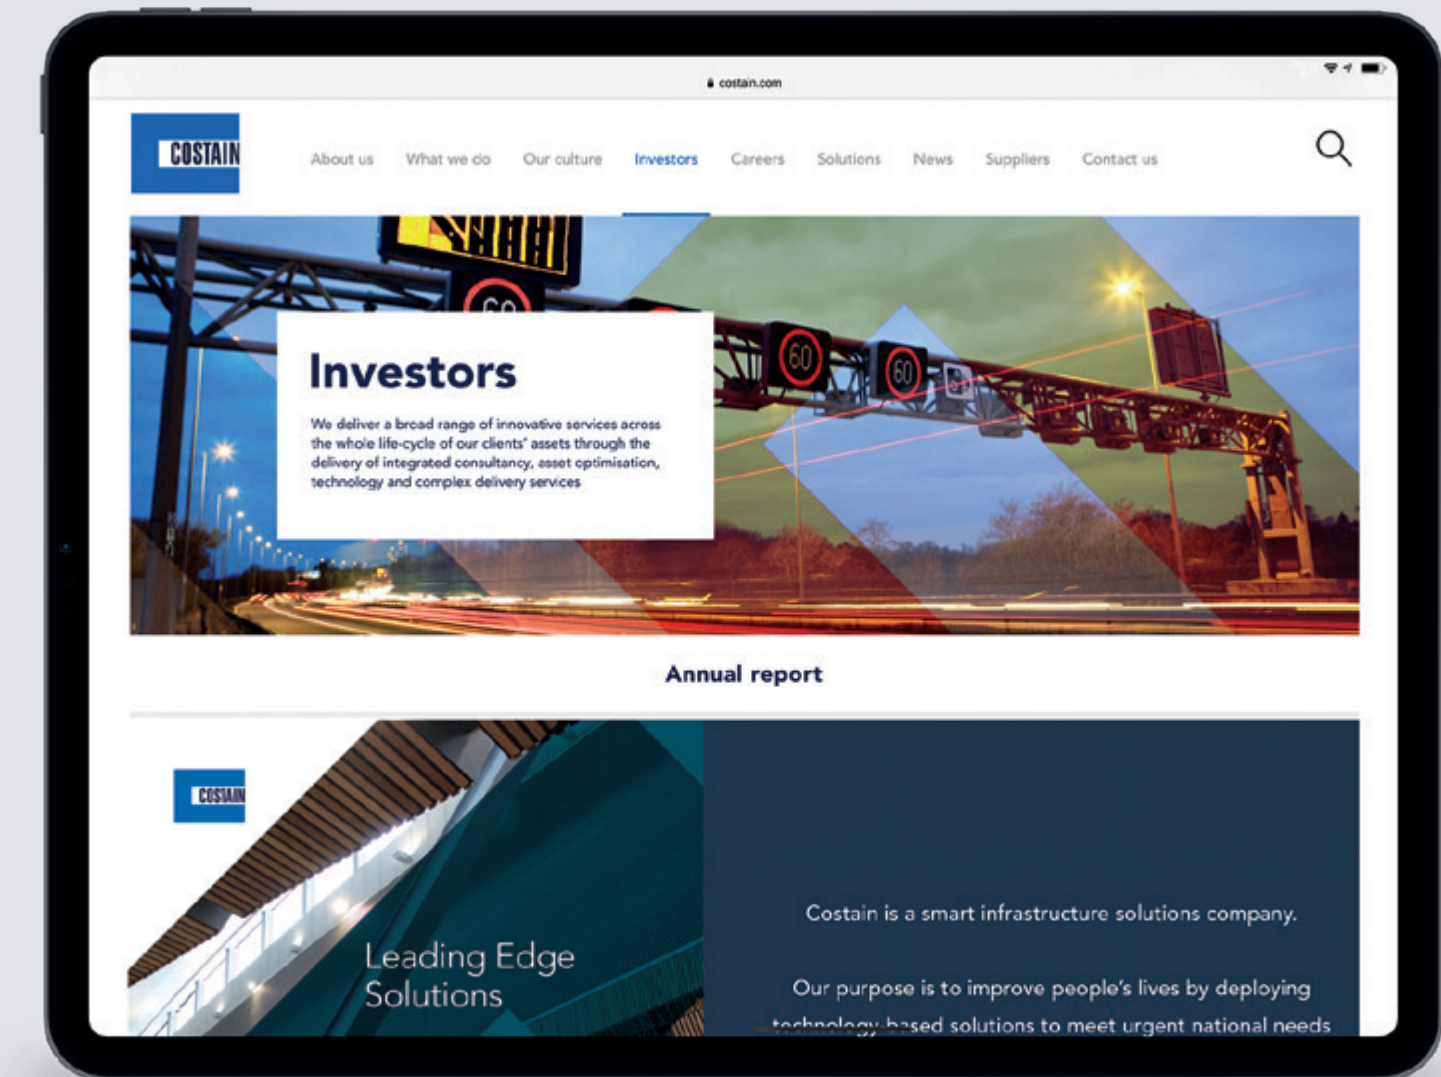 costain.com
COSTAIN
About us What we do Our culture Investors Careers Solutions News Suppliers Contact us
60
60
60
Investors
We deliver a broad range of innovative services across
the whole life-cycle of our clients' assets through the
delivery of integrated consultancy, asset optimisation,
technology and complex delivery services
Annual report
COSTAIN
Leading Edge
Solutions
Costain is a smart infrastructure solutions company.
Our purpose is to improve people's lives by deploying
technology-based solutions to meet urgent national needs